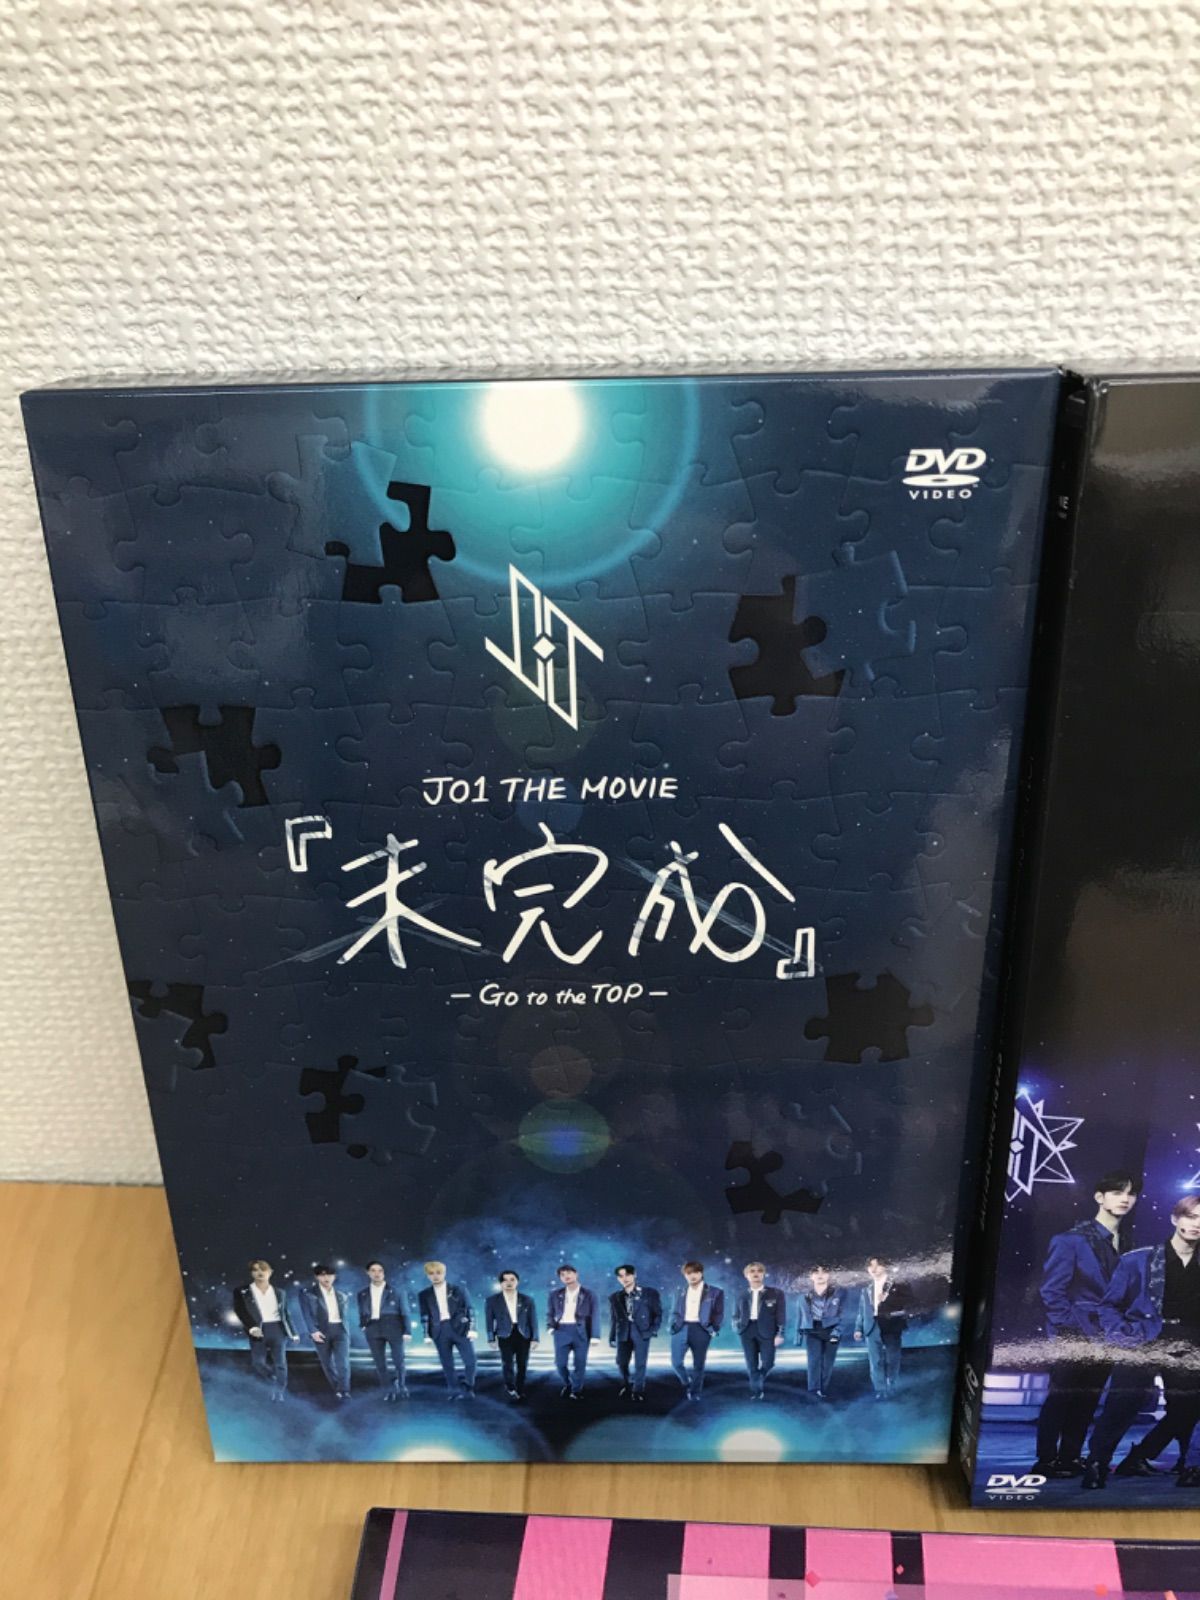 DVD
VIDEO
JO1 THE MOVIE
『未完成』
-Go to the TOP-
DVD
VIDEO